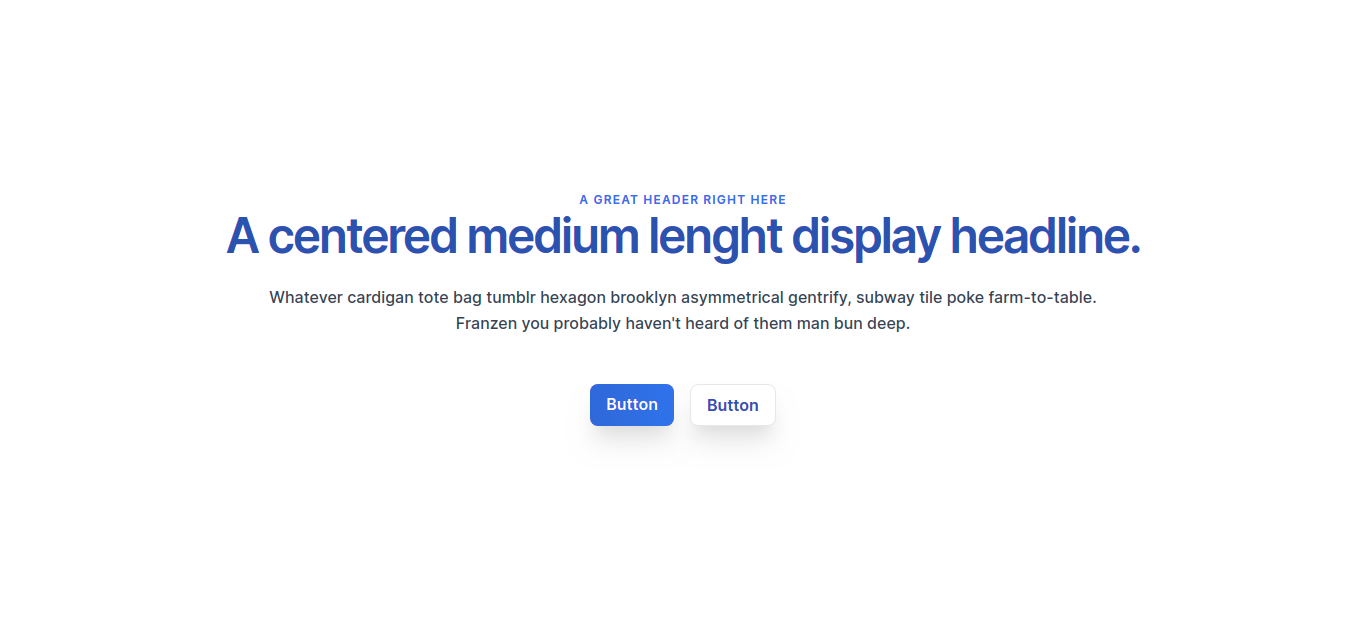 A GREAT HEADER RIGHT HERE
A centered medium lenght display headline.
Whatever cardigan tote bag tumblr hexagon brooklyn asymmetrical gentrify, subway tile poke farm-to-table.
Franzen you probably haven't heard of them man bun deep.
Button
Button